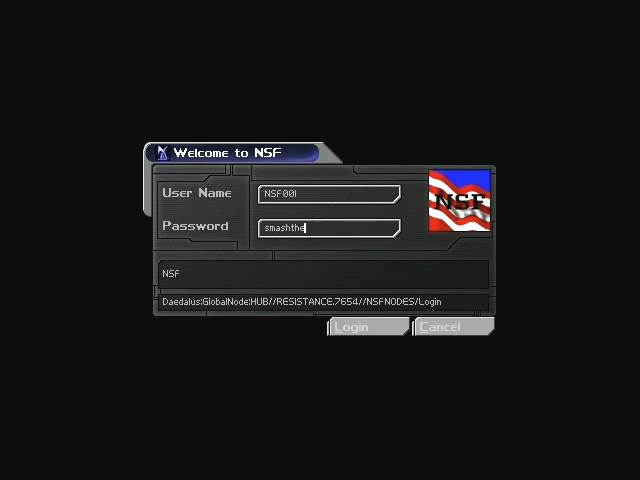 Welcome to NSF
User Name
NSF001
NSF
Password
smashthe
NSF
Daedalus:GlobalNode:HUB//RESISTANCE.7654//NSFNODES/Login
Login
Cancel